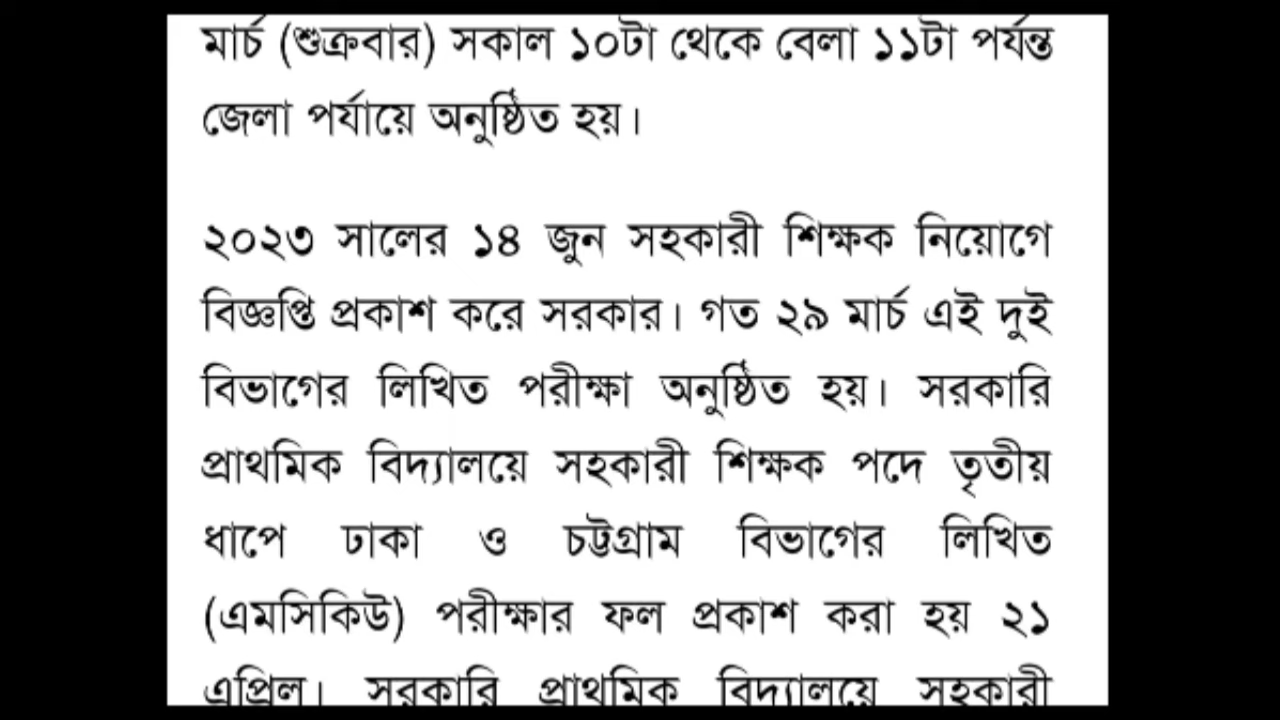 মার্চ (শুক্রবার) সকাল ১০টা থেকে বেলা ১১টা পর্যন্ত
জেলা পর্যায়ে অনুষ্ঠিত হয়।
২০২৩ সালের ১৪ জুন সহকারী শিক্ষক নিয়োগে
বিজ্ঞপ্তি প্রকাশ করে সরকার। গত ২৯ মার্চ এই দুই
বিভাগের লিখিত পরীক্ষা অনুষ্ঠিত হয়। সরকারি
প্রাথমিক বিদ্যালয়ে সহকারী শিক্ষক পদে তৃতীয়
ধাপে ঢাকা ও চট্টগ্রাম বিভাগের লিখিত
(এমসিকিউ) পরীক্ষার ফল প্রকাশ করা হয় ২১
এপ্রিল। সরকারি প্রাথমিক বিদ্যালয়ে সহকারী